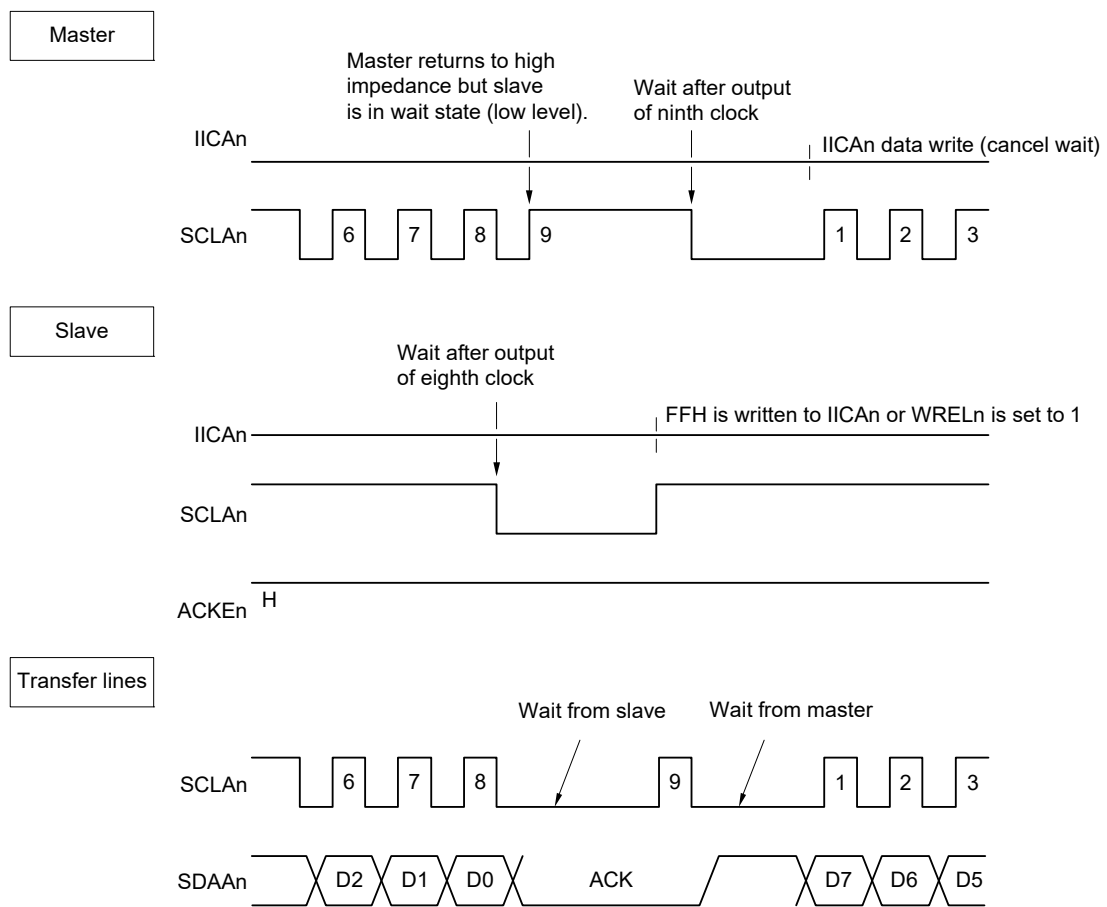 Master
Master returns to high
impedance but slave
is in wait state (low level).
Wait after output
of ninth clock
IICAn
IICAn data write (cancel wait)
SCLAn
6 7 8 9 1 2 3
Slave
Wait after output
of eighth clock
FFH is written to IICAn or WRELn is set to 1
IICAn
SCLAn
ACKEn H
Transfer lines
Wait from slave
Wait from master
SCLAn
6 7 8 9 1 2 3
SDAAn
D2 D1 D0 ACK D7 D6 D5